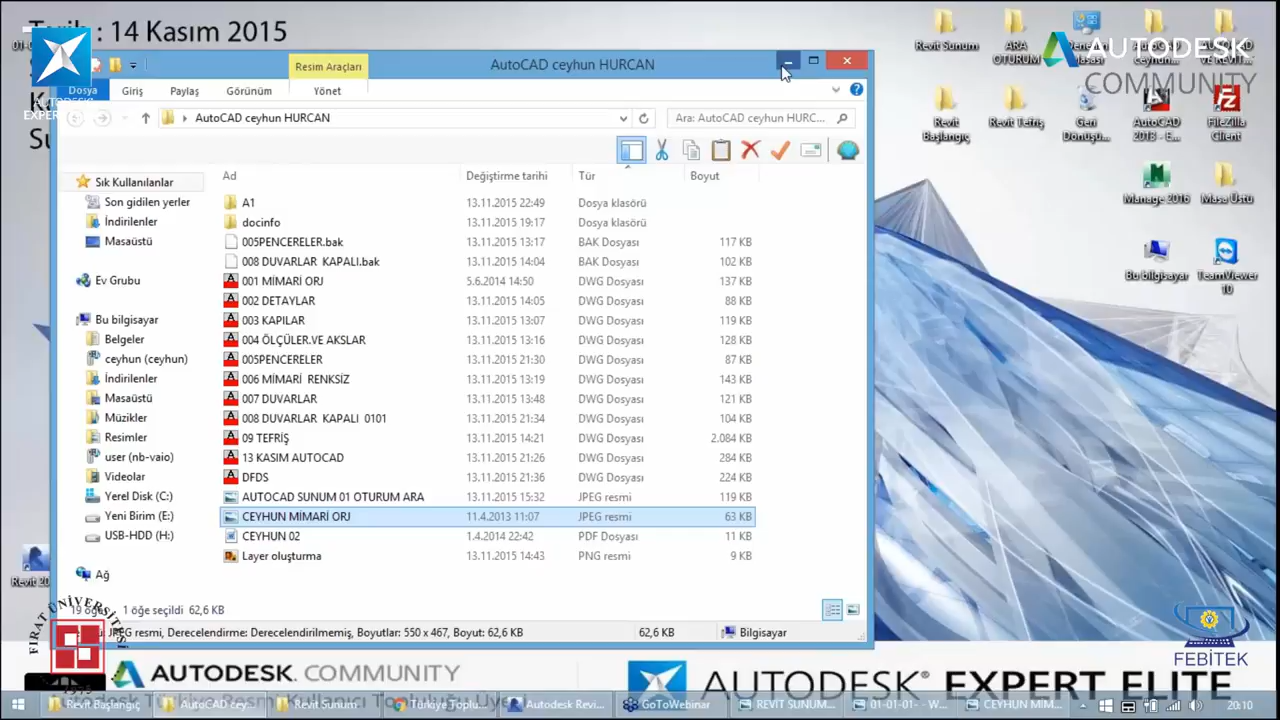 : 14 Kasım 2015
AUTODESK
COMMUNITY
Resim Araçları
AutoCAD ceyhun HURCAN
Dosya
Giriş
Paylaş
Görünüm
Yönet
AutoCAD ceyhun HURCAN
Ara: AutoCAD ceyhun HURC...
Ad
Değiştirme tarihi
Tür
Boyut
Sık Kullanılanlar
Son gidilen yerler
İndirilenler
Masaüstü
Ev Grubu
Bu bilgisayar
Belgeler
ceyhun (ceyhun)
İndirilenler
Masaüstü
Müzikler
Resimler
user (nb-vaio)
Videolar
Yerel Disk (C:)
Yeni Birim (E:)
USB-HDD (H:)
Ağ
A1 13.11.2015 22:49 Dosya klasörü
docinfo 13.11.2015 19:17 Dosya klasörü
005PENCERELER.bak 13.11.2015 13:17 BAK Dosyası 117 KB
008 DUVARLAR KAPALI.bak 13.11.2015 14:04 BAK Dosyası 102 KB
001 MİMARİ ORJ 5.6.2014 14:50 DWG Dosyası 137 KB
002 DETAYLAR 13.11.2015 14:05 DWG Dosyası 88 KB
003 KAPILAR 13.11.2015 13:07 DWG Dosyası 119 KB
004 ÖLÇÜLER.VE AKSLAR 13.11.2015 13:16 DWG Dosyası 128 KB
005PENCERELER 13.11.2015 21:30 DWG Dosyası 87 KB
006 MİMARİ RENKSİZ 13.11.2015 13:19 DWG Dosyası 143 KB
007 DUVARLAR 13.11.2015 13:48 DWG Dosyası 121 KB
008 DUVARLAR KAPALI 0101 13.11.2015 21:34 DWG Dosyası 104 KB
09 TEFRİŞ 13.11.2015 14:21 DWG Dosyası 2.084 KB
13 KASIM AUTOCAD 13.11.2015 21:26 DWG Dosyası 284 KB
DFDS 13.11.2015 21:36 DWG Dosyası 224 KB
AUTOCAD SUNUM 01 OTURUM ARA 13.11.2015 15:32 JPEG resmi 119 KB
CEYHUN MİMARİ ORJ 11.4.2013 11:07 JPEG resmi 63 KB
CEYHUN 02 1.4.2014 22:42 PDF Dosyası 11 KB
Layer oluşturma 13.11.2015 14:43 PNG resmi 9 KB
1 öğe seçildi 62,6 KB
JPEG resmi, Derecelendirme: Derecelendirilmemiş, Boyutlar: 550 x 467, Boyut: 62,6 KB
62,6 KB
Bilgisayar
Revit Sunum
ARA
OTURUM
Revit
Başlangıç
Revit Tefriş
Geri
Dönüşü...
AutoCAD
2013 - E...
FileZilla
Client
Manage 2016
Masa Üstü
Bu bilgisayar
TeamViewer
10
FIRAT ÜNİVERSİTESİ
FEBİTEK
AUTODESK. COMMUNITY
AUTODESK® EXPERT ELITE
Revit Başlangıç
AutoCAD cey...
Revit Sunum
Türkiye Toplu...
Autodesk Revi...
GoToWebinar
REVİT SUNUM...
01-01-01- - W...
CEYHUN MİM...
20:10